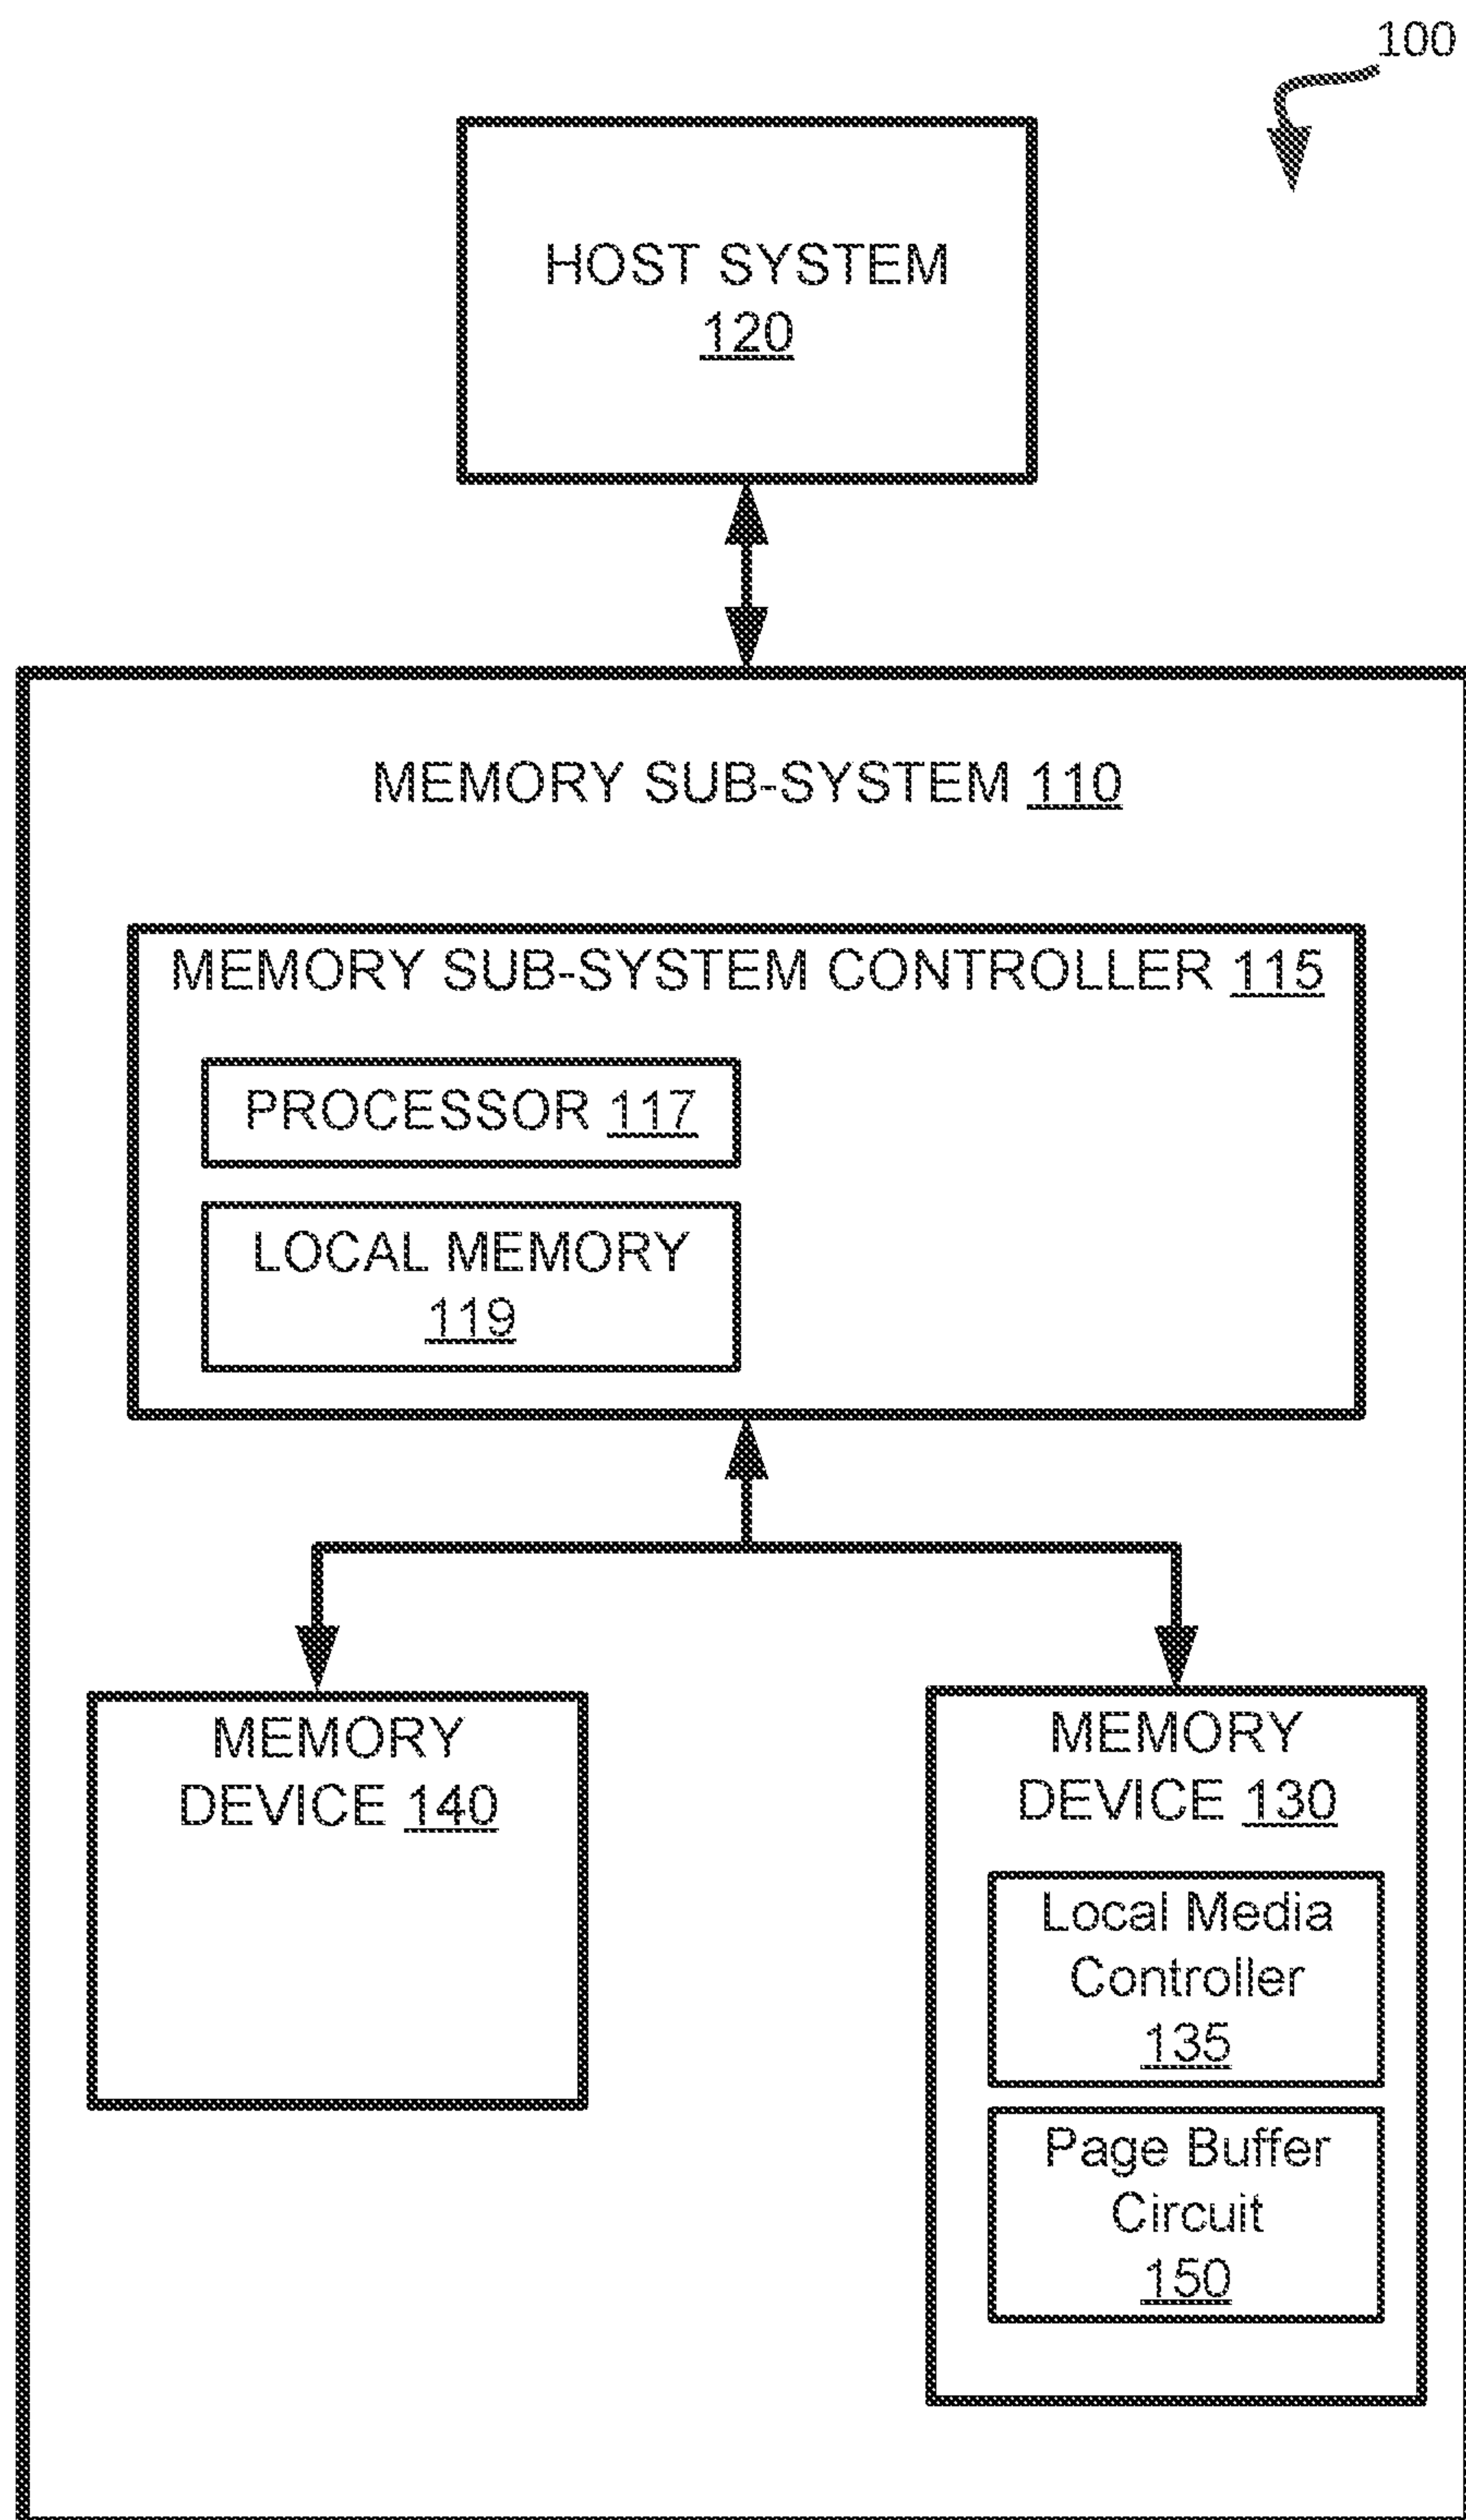 100
HOST SYSTEM
120
MEMORY SUB-SYSTEM 110
MEMORY SUB-SYSTEM CONTROLLER 115
PROCESSOR 117
LOCAL MEMORY
119
MEMORY
DEVICE 140
MEMORY
DEVICE 130
Local Media
Controller
135
Page Buffer
Circuit
150